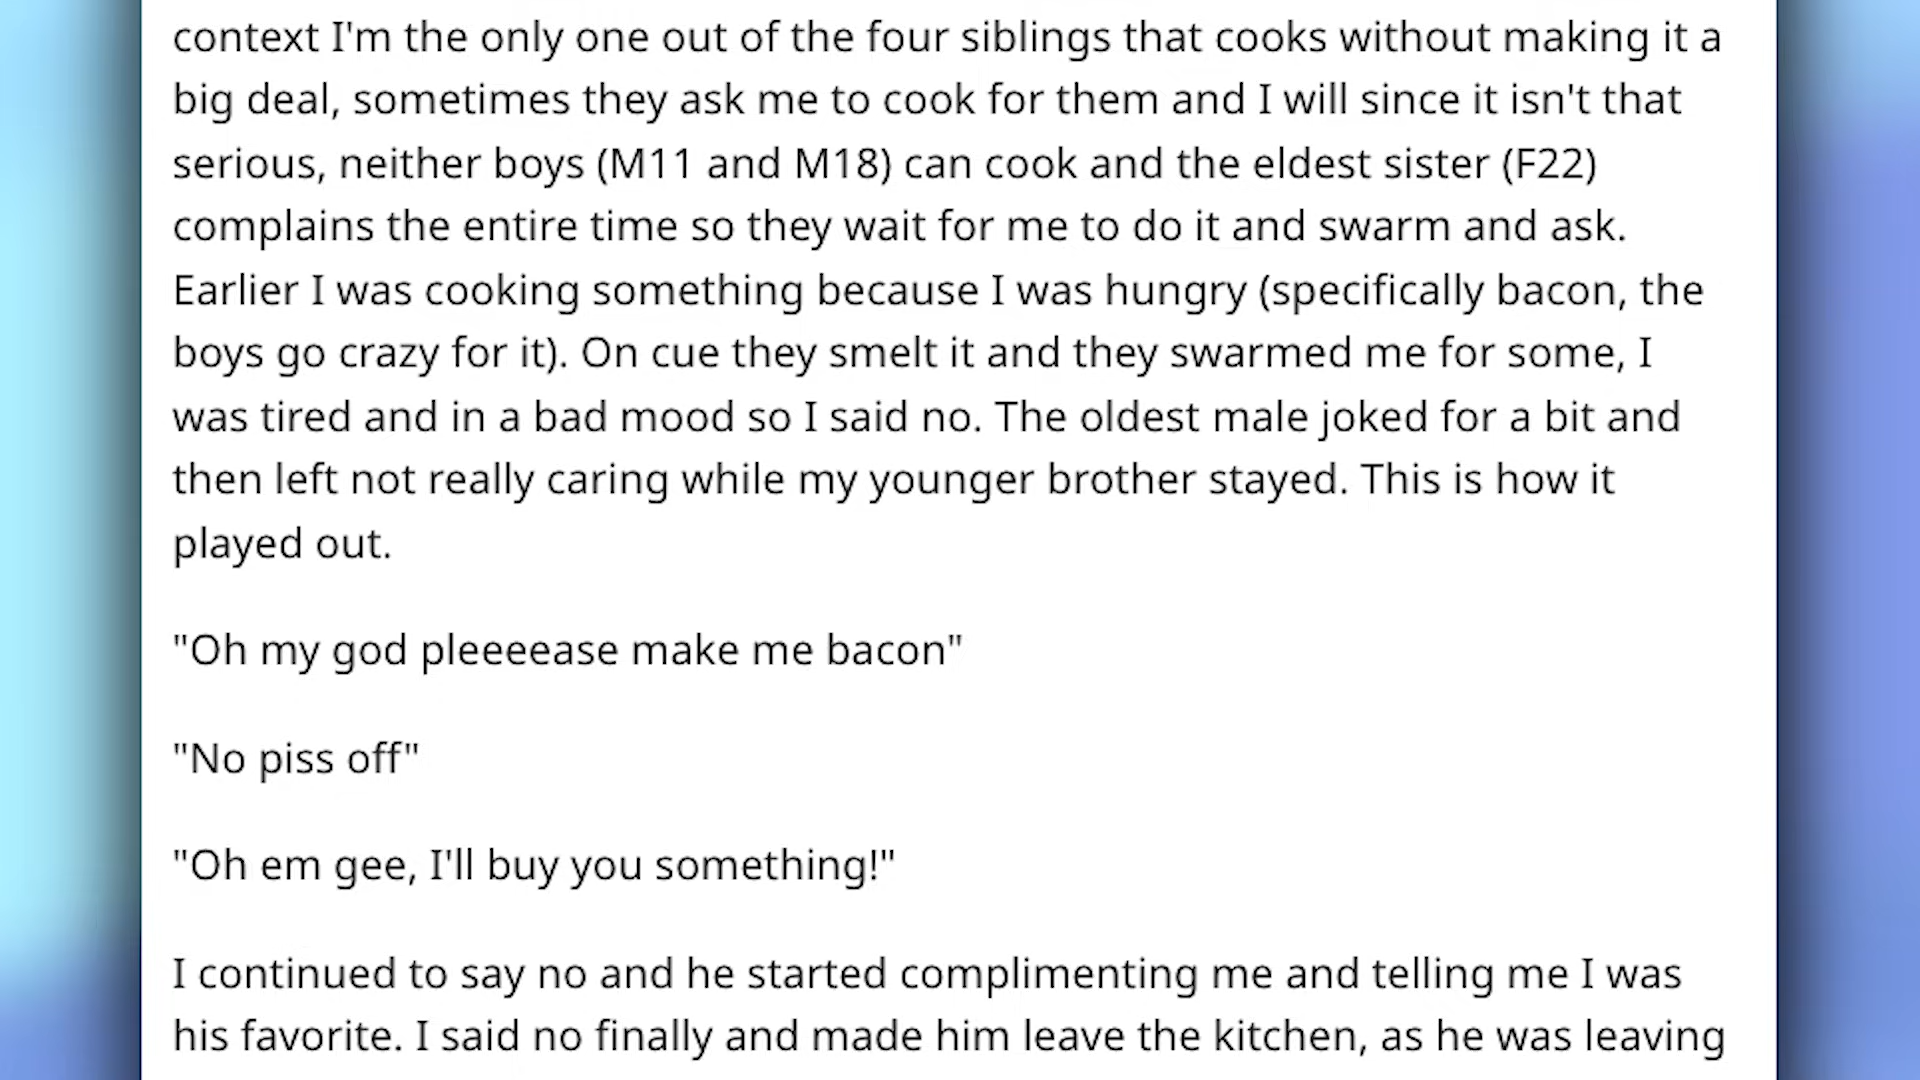 context I'm the only one out of the four siblings that cooks without making it a
big deal, sometimes they ask me to cook for them and I will since it isn't that
serious, neither boys (M11 and M18) can cook and the eldest sister (F22)
complains the entire time so they wait for me to do it and swarm and ask.
Earlier I was cooking something because I was hungry (specifically bacon, the
boys go crazy for it). On cue they smelt it and they swarmed me for some, I
was tired and in a bad mood so I said no. The oldest male joked for a bit and
then left not really caring while my younger brother stayed. This is how it
played out.
"Oh my god pleeeease make me bacon"
"No piss off"
"Oh em gee, I'll buy you something!"
I continued to say no and he started complimenting me and telling me I was
his favorite. I said no finally and made him leave the kitchen, as he was leaving